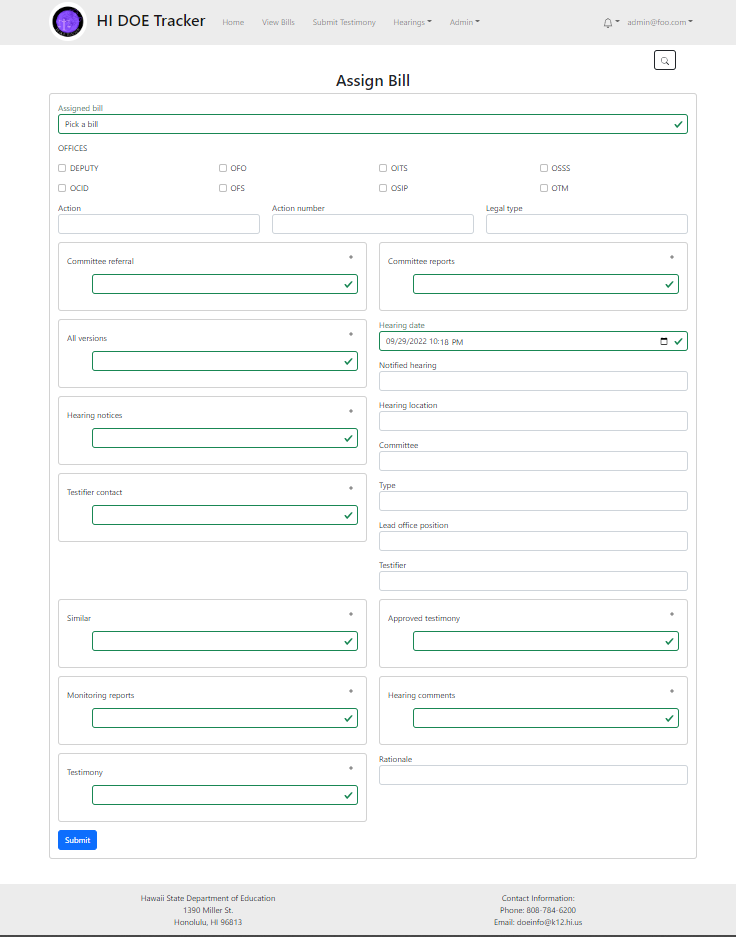 HI DOE Tracker Home View Bills Submit Testimony Hearings Admin admin@foo.com
Assign Bill
Assigned bill
Pick a bill
OFFICES
DEPUTY OFO OITS OSSS
OCID OFS OSIP OTM
Action Action number Legal type
Committee referral Committee reports
All versions
Hearing date
09/29/2022 10:18 PM
Notified hearing
Hearing notices
Hearing location
Committee
Testifier contact
Type
Lead office position
Testifier
Similar Approved testimony
Monitoring reports Hearing comments
Testimony
Rationale
Submit
Hawaii State Department of Education Contact Information:
1390 Miller St. Phone: 808-784-6200
Honolulu, HI 96813 Email: doeinfo@k12.hi.us